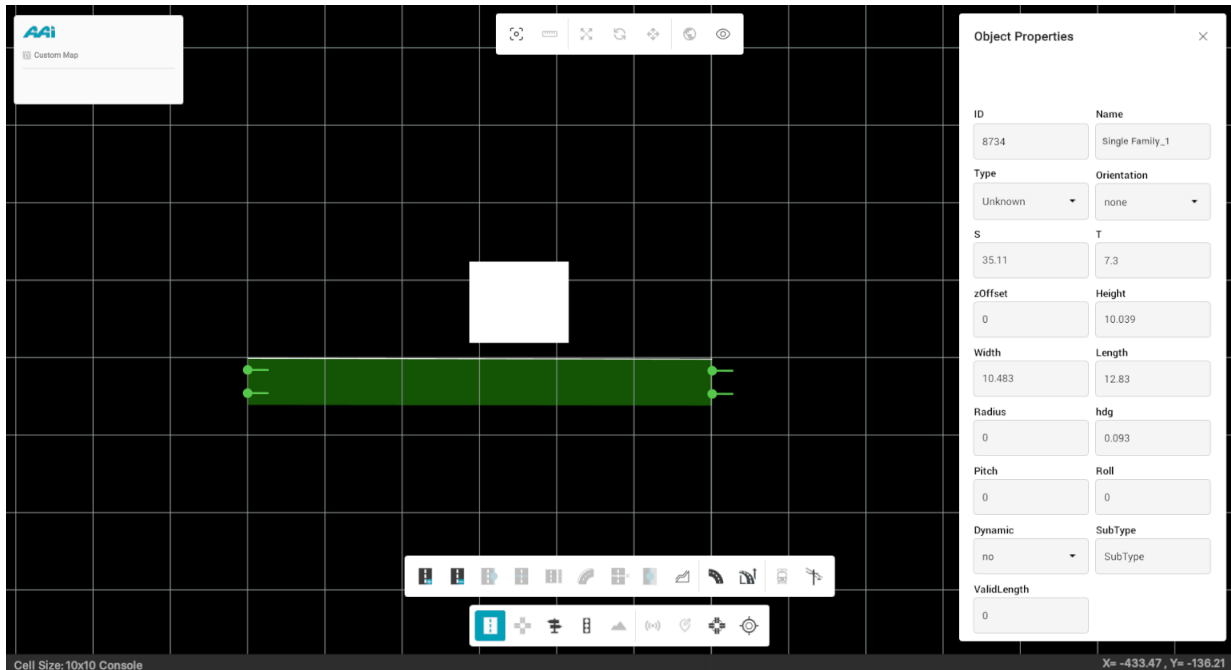 AAi
Custom Map
Object Properties
ID Name
8734 Single Family_1
Type Orientation
Unknown none
S T
35.11 7.3
zOffset Height
0 10.039
Width Length
10.483 12.83
Radius hdg
0 0.093
Pitch Roll
0 0
Dynamic SubType
no SubType
ValidLength
0
Cell Size: 10x10 Console X= -433.47 , Y= -136.21